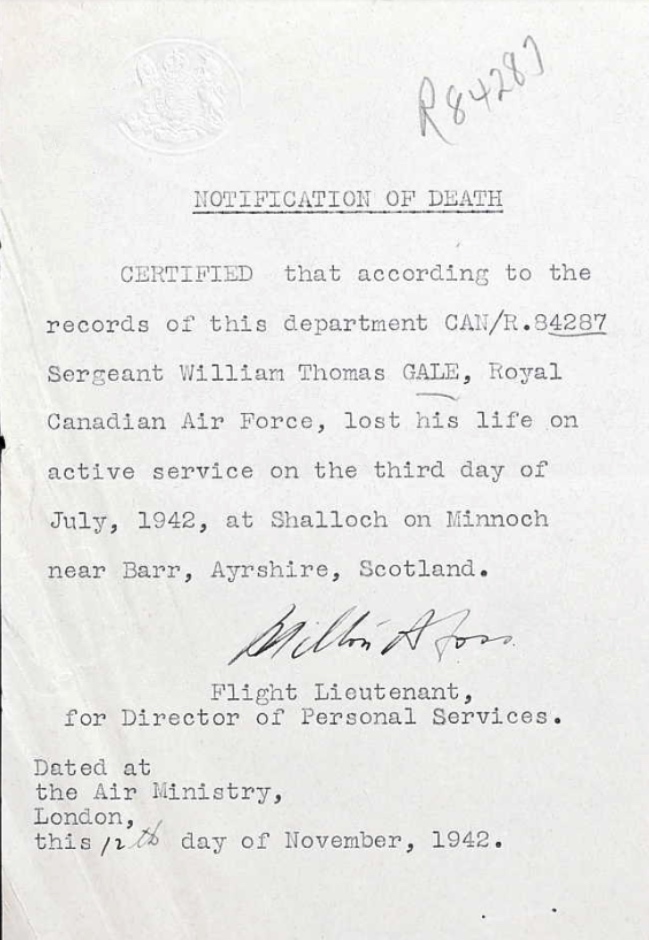 R84287
NOTIFICATION OF DEATH
CERTIFIED that according to the
records of this department CAN/R.84287
Sergeant William Thomas GALE, Royal
Canadian Air Force, lost his life on
active service on the third day of
July, 1942, at Shalloch on Minnoch
near Barr, Ayrshire, Scotland.
Flight Lieutenant,
for Director of Personal Services.
Dated at
the Air Ministry,
London,
this 12th day of November, 1942.